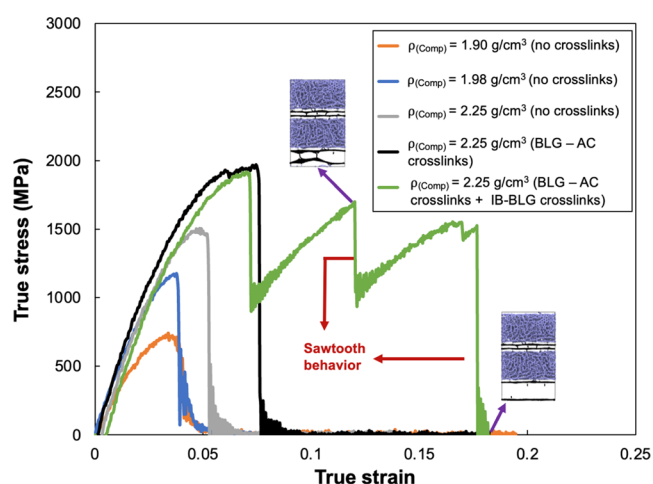 3000
2500
2000
1500
1000
500
0
True stress (MPa)
0
0.05
0.1
0.15
0.2
0.25
True strain
ρ(Comp) = 1.90 g/cm³ (no crosslinks)
ρ(Comp) = 1.98 g/cm³ (no crosslinks)
ρ(Comp) = 2.25 g/cm³ (no crosslinks)
ρ(Comp) = 2.25 g/cm³ (BLG – AC
crosslinks)
ρ(Comp) = 2.25 g/cm³ (BLG – AC
crosslinks + IB-BLG crosslinks)
Sawtooth
behavior